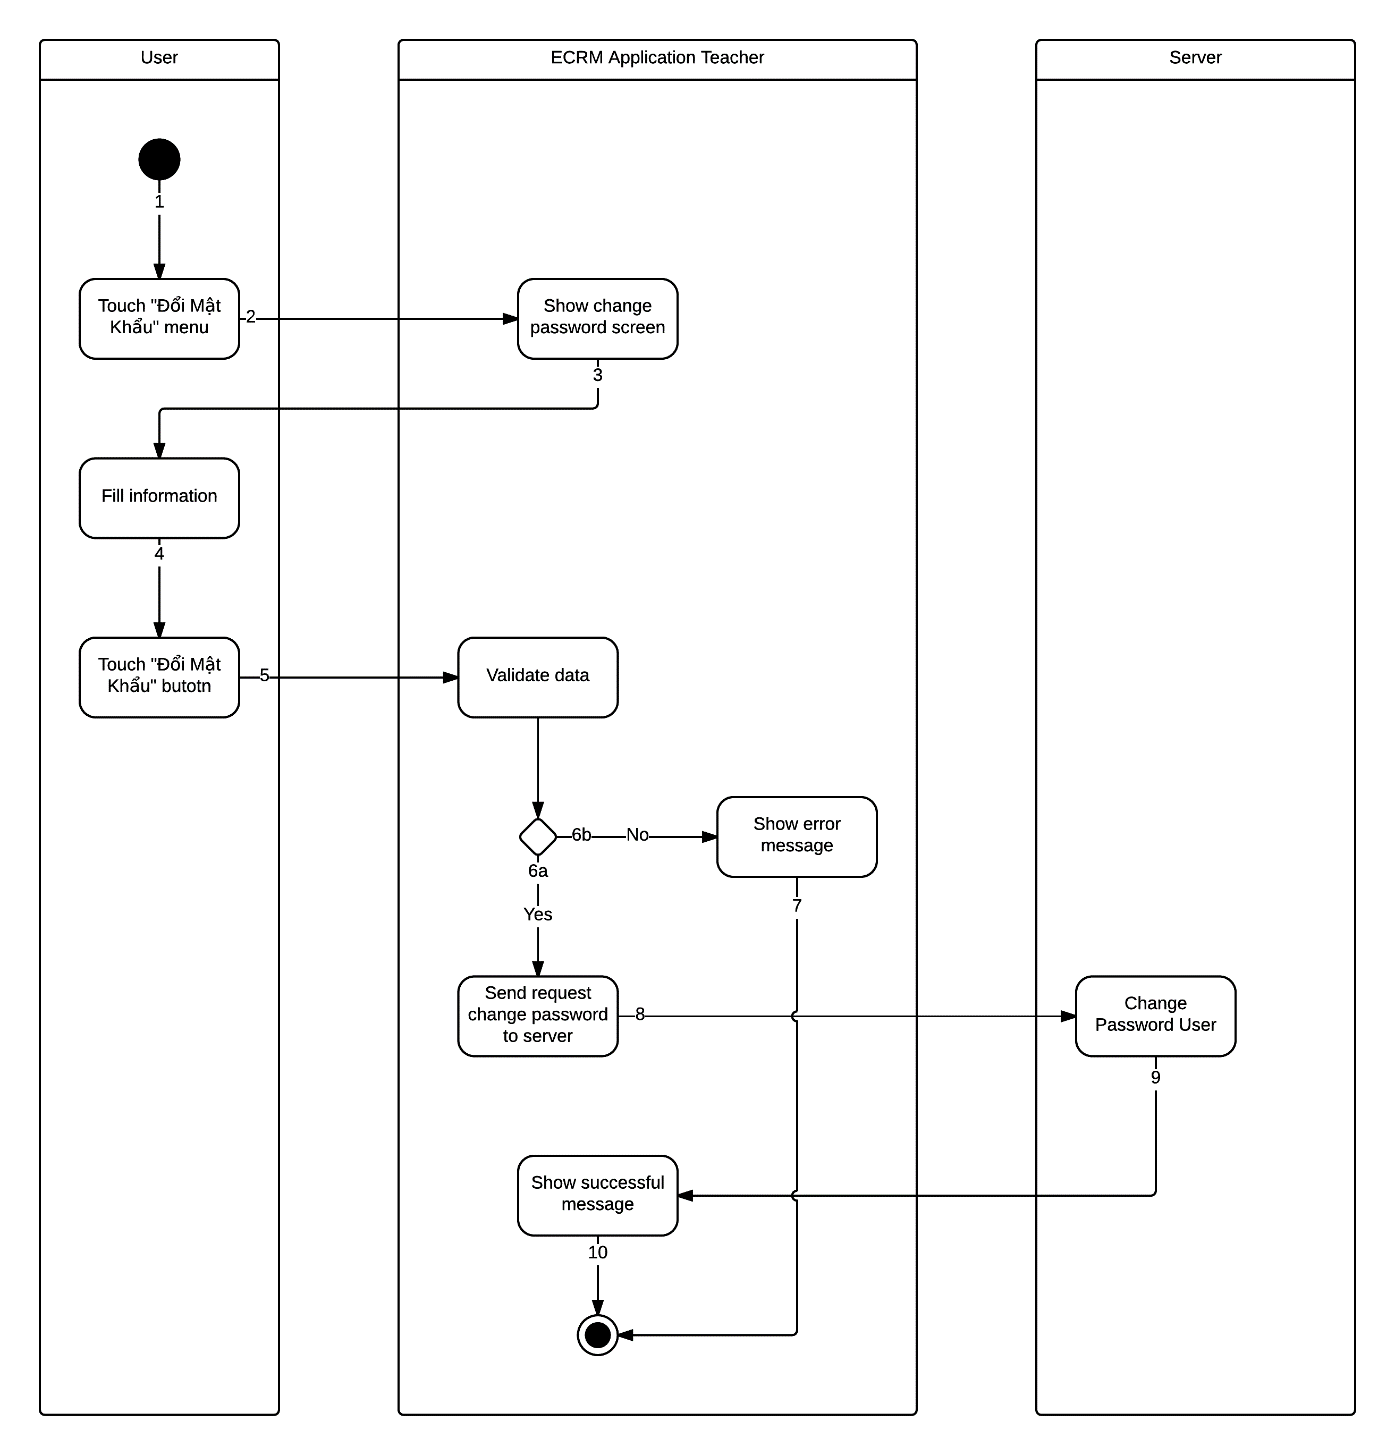 User
ECRM Application Teacher
Server
1
Touch "Đổi Mật
Khẩu" menu
2
Show change
password screen
3
Fill information
4
Touch "Đổi Mật
Khẩu" butotn
5
Validate data
6b
No
Show error
message
6a
Yes
7
Send request
change password
to server
8
Change
Password User
9
Show successful
message
10